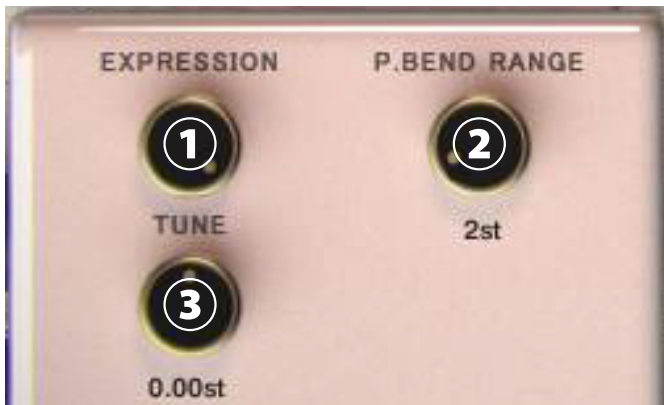 EXPRESSION P.BEND RANGE
1 2
TUNE 2st
3
0.00st